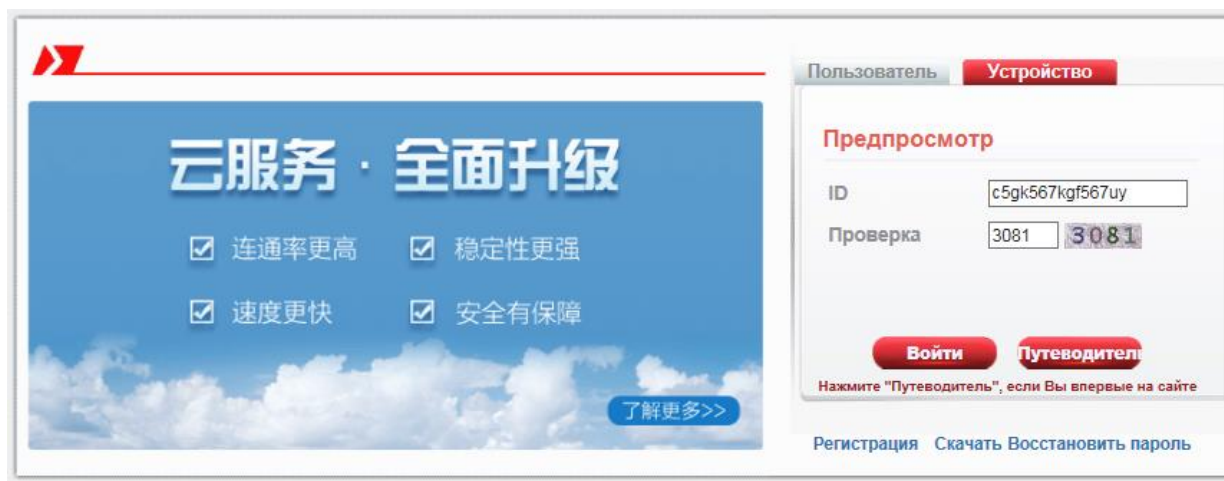 云服务·全面升级
连通率更高 稳定性更强
速度更快 安全有保障
了解更多>>
Пользователь Устройство
Предпросмотр
ID c5gk567kgf567uy
Проверка 3081 3081
Войти Путеводител
Нажмите "Путеводитель", если Вы впервые на сайте
Регистрация Скачать Восстановить пароль